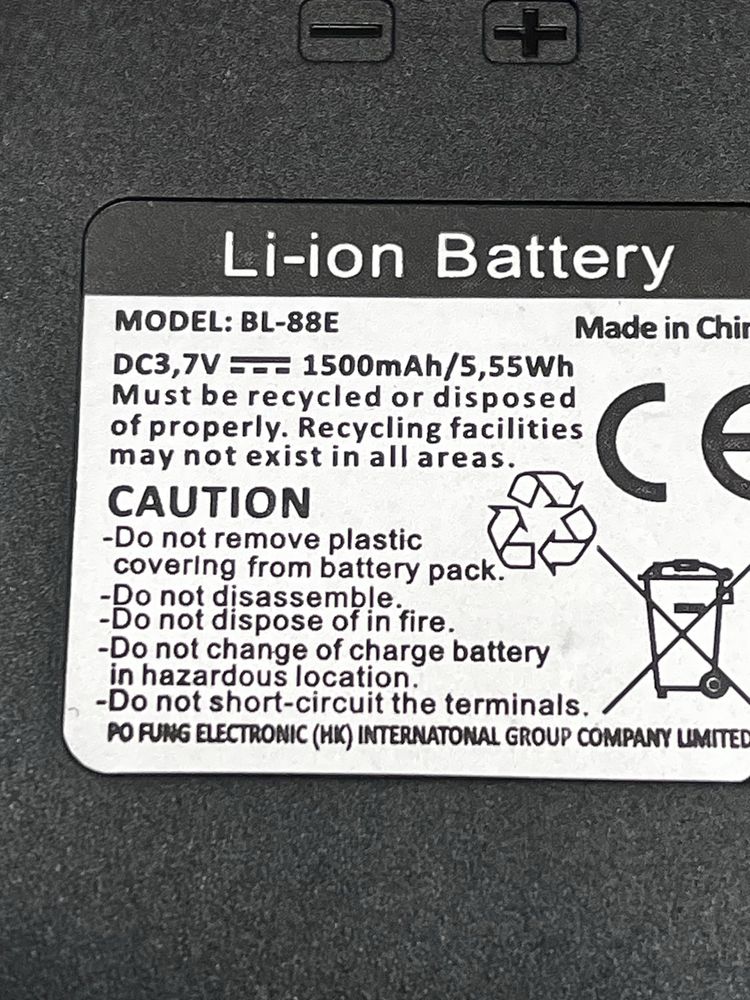 Li-ion Battery
MODEL: BL-88E
Made in Chin
DC3,7V 1500mAh/5,55Wh
Must be recycled or disposed
of properly. Recycling facilities
may not exist in all areas.
CE
CAUTION
-Do not remove plastic
covering from battery pack.
-Do not disassemble.
-Do not dispose of in fire.
-Do not change of charge battery
in hazardous location.
-Do not short-circuit the terminals.
PO FUNG ELECTRONIC (HK) INTERNATONAL GROUP COMPANY LIMITED